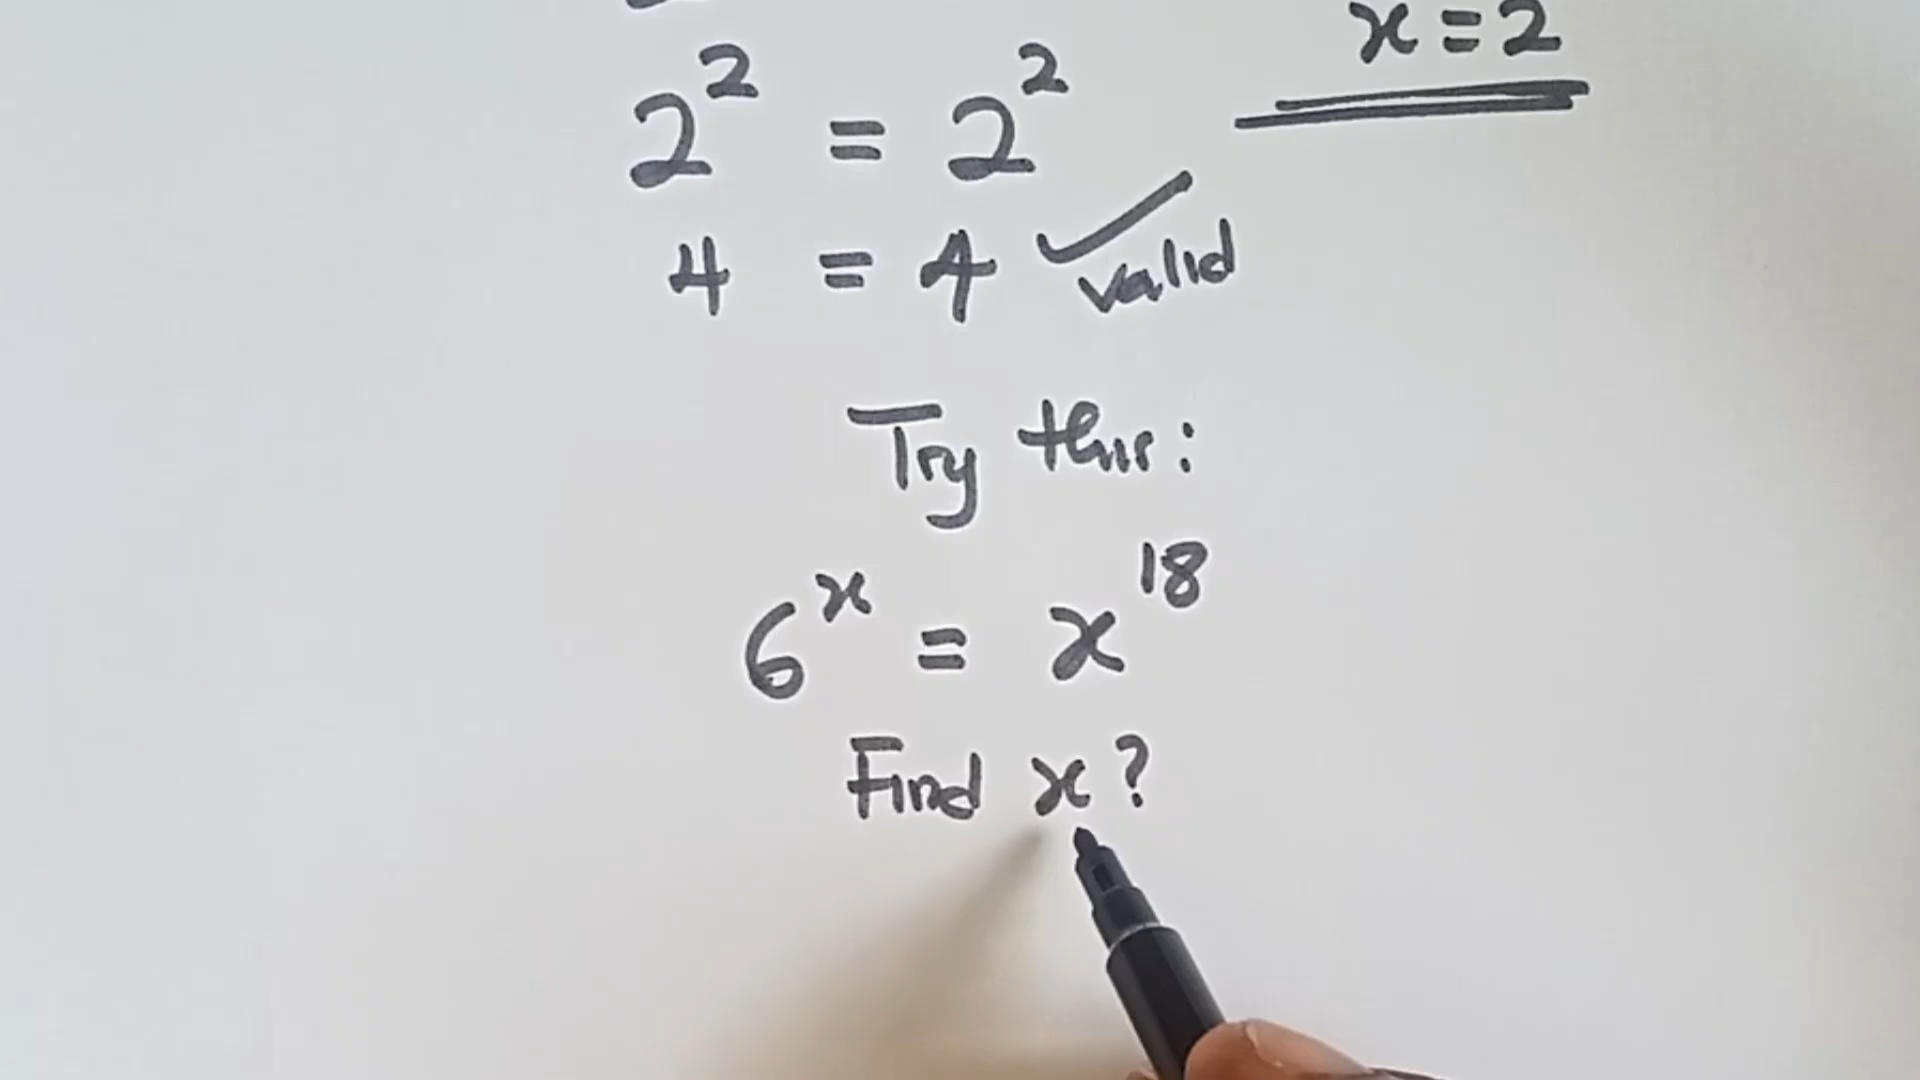 x = 2
2² = 2²
4 = 4 ✓ valid
Try this:
6ˣ = x¹⁸
Find x?